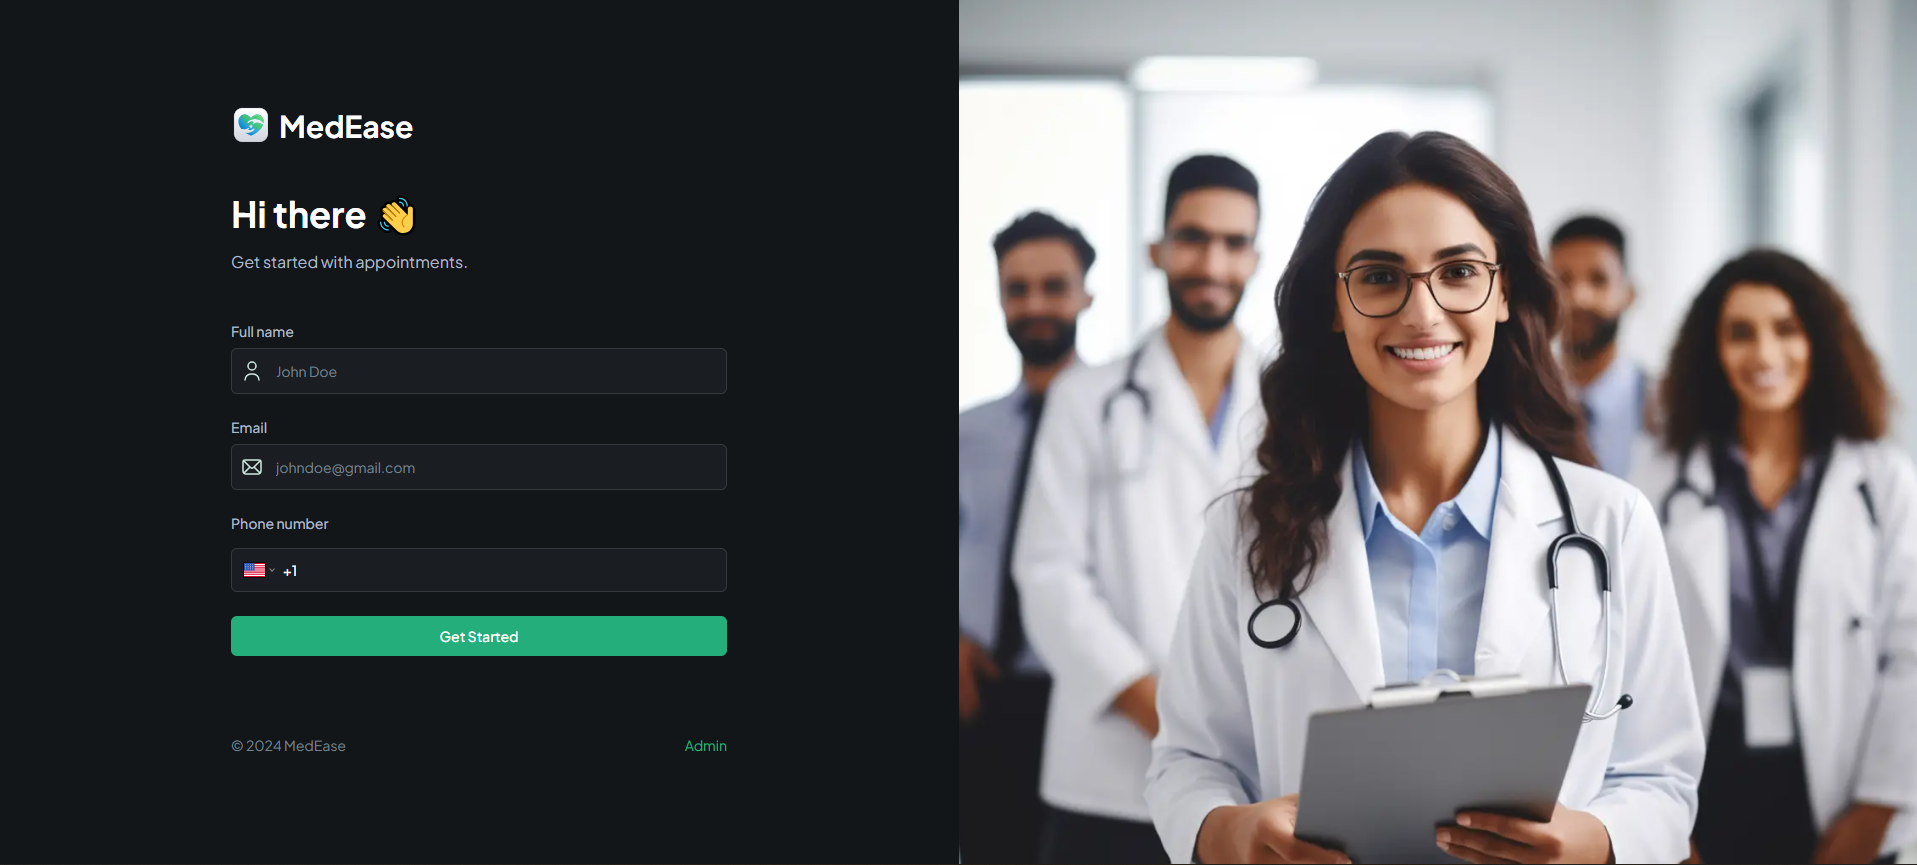 MedEase
Hi there 👋
Get started with appointments.
Full name
John Doe
Email
johndoe@gmail.com
Phone number
+1
Get Started
© 2024 MedEase
Admin